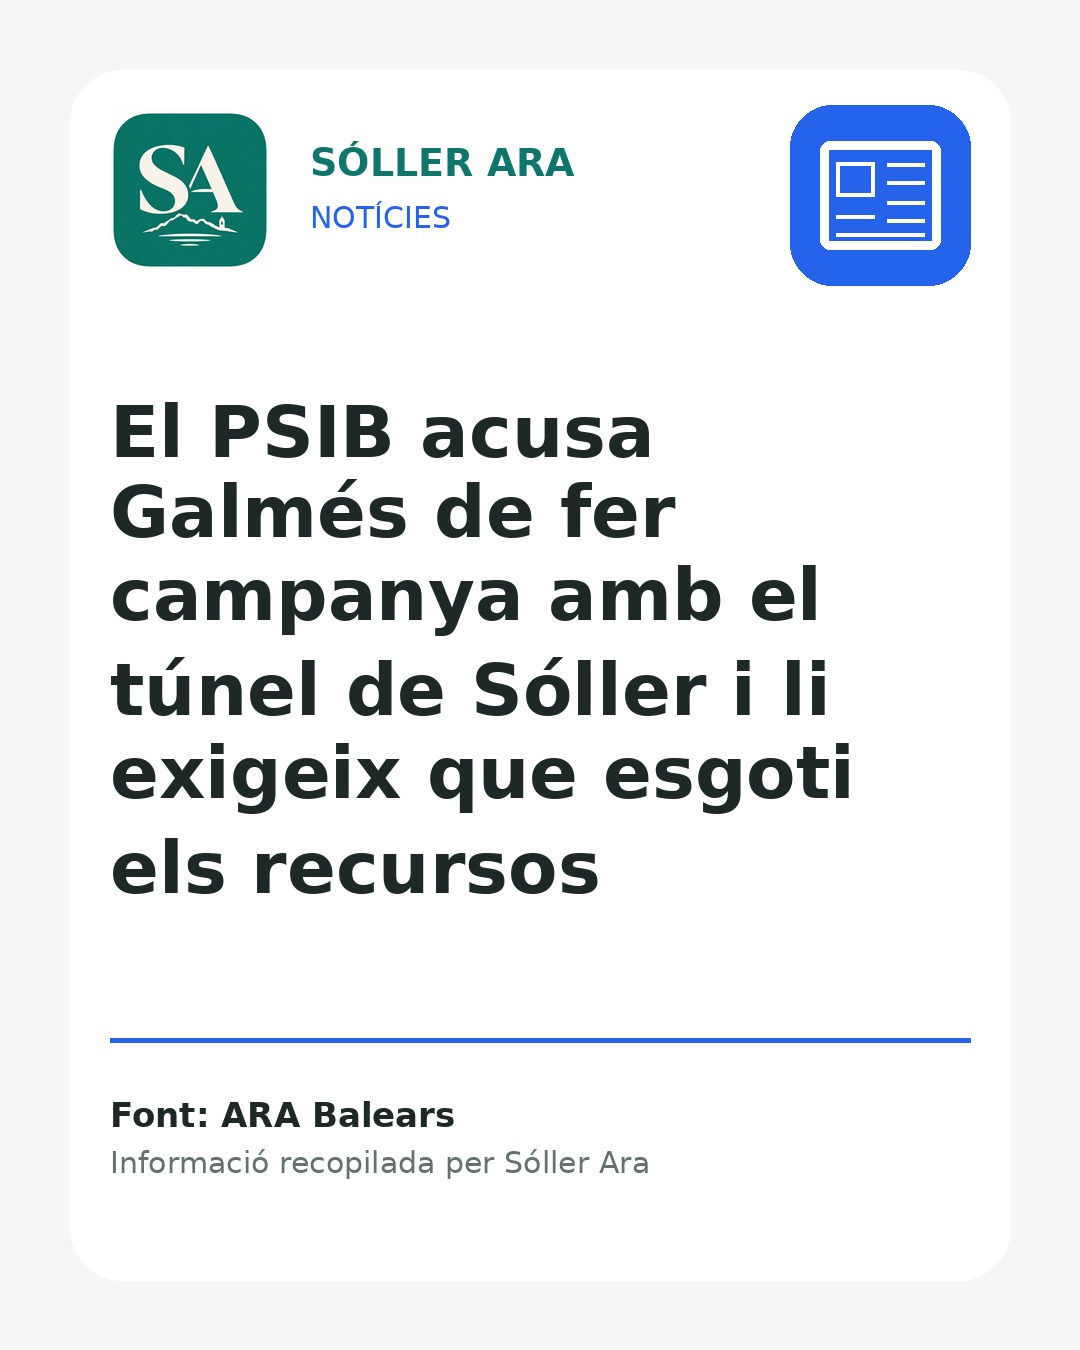 SA
SÓLLER ARA
NOTÍCIES
El PSIB acusa
Galmés de fer
campanya amb el
túnel de Sóller i li
exigeix que esgoti
els recursos
Font: ARA Balears
Informació recopilada per Sóller Ara